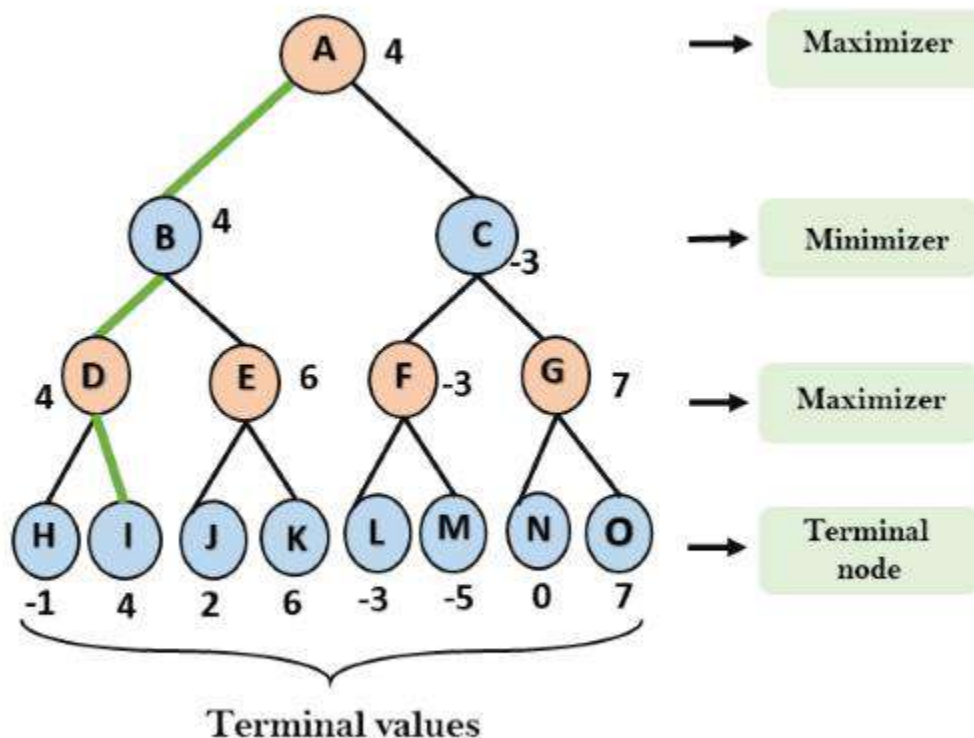 A 4 Maximizer
B 4 C -3 Minimizer
D 4 E 6 F -3 G 7 Maximizer
H I J K L M N O Terminal
node
-1 4 2 6 -3 -5 0 7
Terminal values